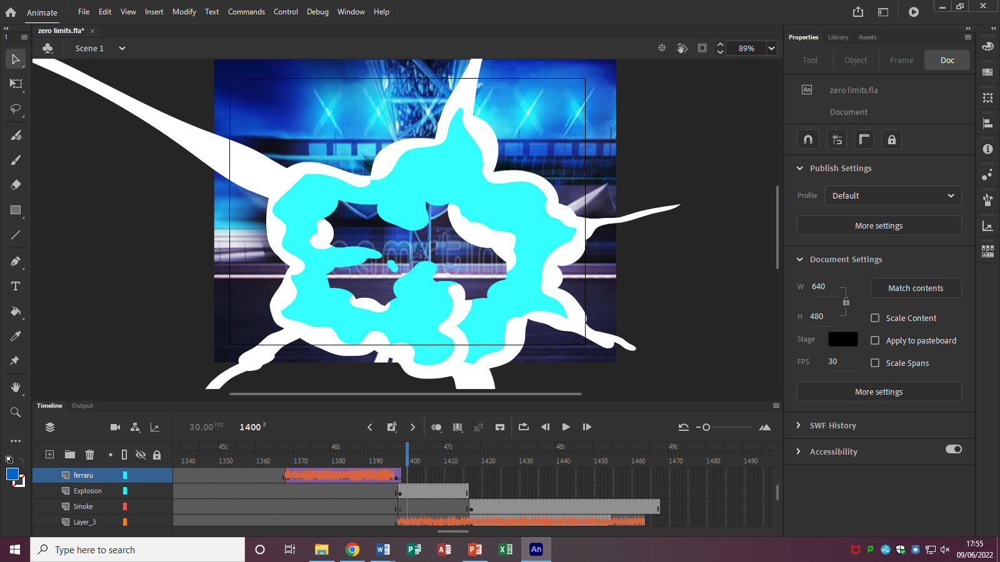 Animate File Edit View Insert Modify Text Commands Control Debug Window Help
zero limits.fla*
Scene 1 89%
Properties Library Assets
Tool Object Frame Doc
An zero limits.fla
Document
Publish Settings
Profile Default
More settings
Document Settings
W 640 Match contents
H 480 Scale Content
Stage Apply to pasteboard
FPS 30 Scale Spans
More settings
SWF History
Accessibility
Timeline Output
30.00 FPS 1400 F
45s 46s 47s 48s 49s
1340 1350 1360 1370 1380 1390 1400 1410 1420 1430 1440 1450 1460 1470 1480 1490
ferraru
Explosion
Smoke
Layer_3
Type here to search
An
17:55
09/06/2022